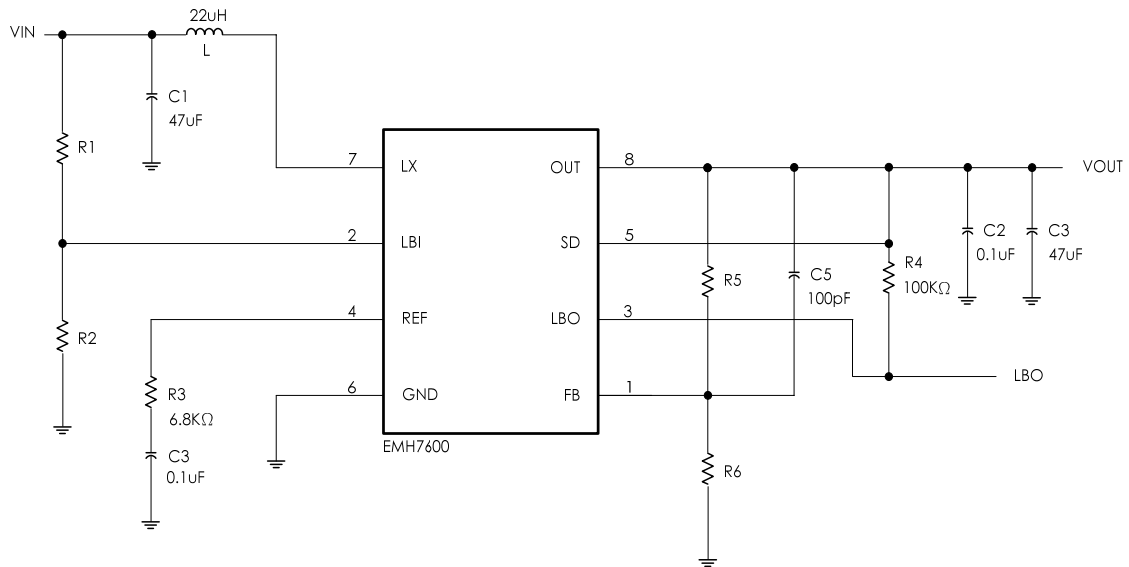 22uH
VIN
L
C1
47uF
R1
7
LX
OUT
8
VOUT
2
LBI
SD
5
C2
0.1uF
C3
47uF
R4
100KΩ
R5
C5
100pF
4
REF
LBO
3
R2
LBO
R3
6.8KΩ
6
GND
FB
1
EMH7600
C3
0.1uF
R6